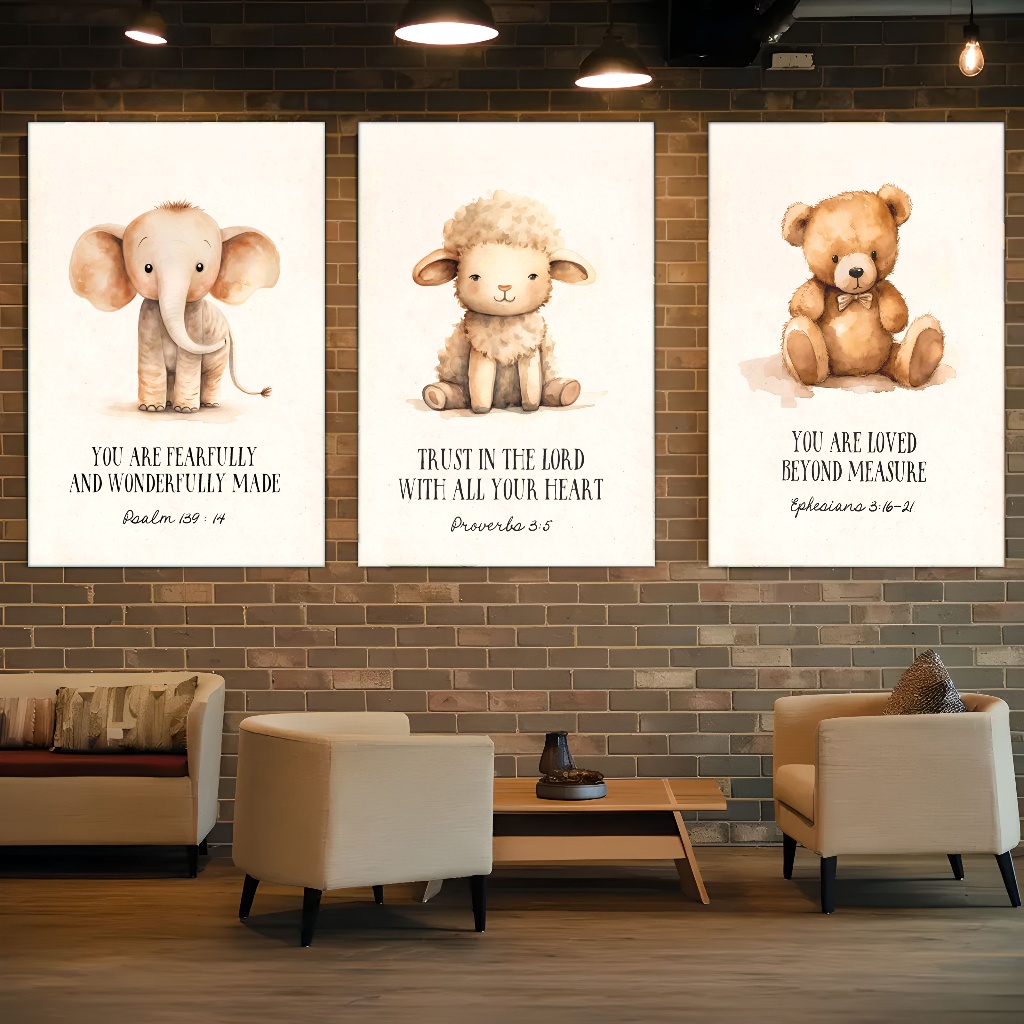 YOU ARE FEARFULLY
AND WONDERFULLY MADE
Psalm 139 : 14
TRUST IN THE LORD
WITH ALL YOUR HEART
Proverbs 3:5
YOU ARE LOVED
BEYOND MEASURE
Ephesians 3:16-21